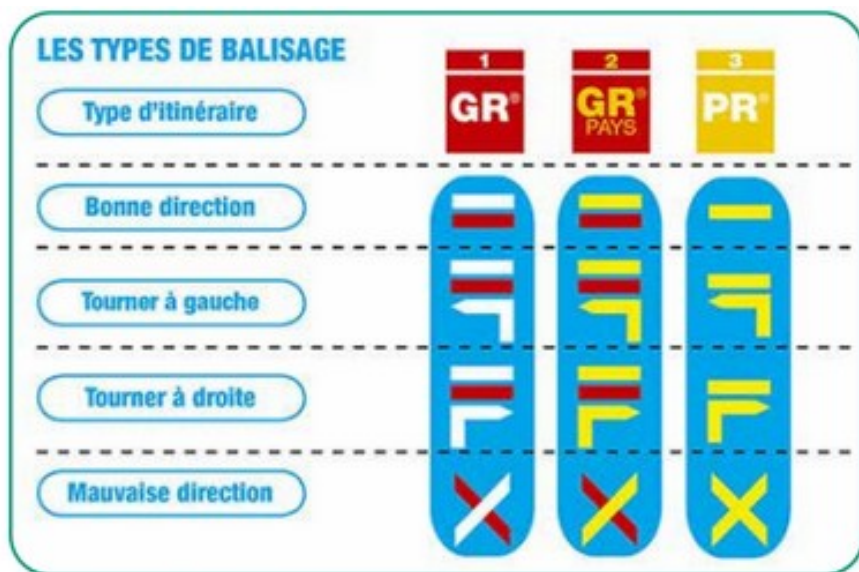 LES TYPES DE BALISAGE
1 2 3
Type d'itinéraire
GR® GR® PR®
PAYS
Bonne direction
Tourner à gauche
Tourner à droite
Mauvaise direction